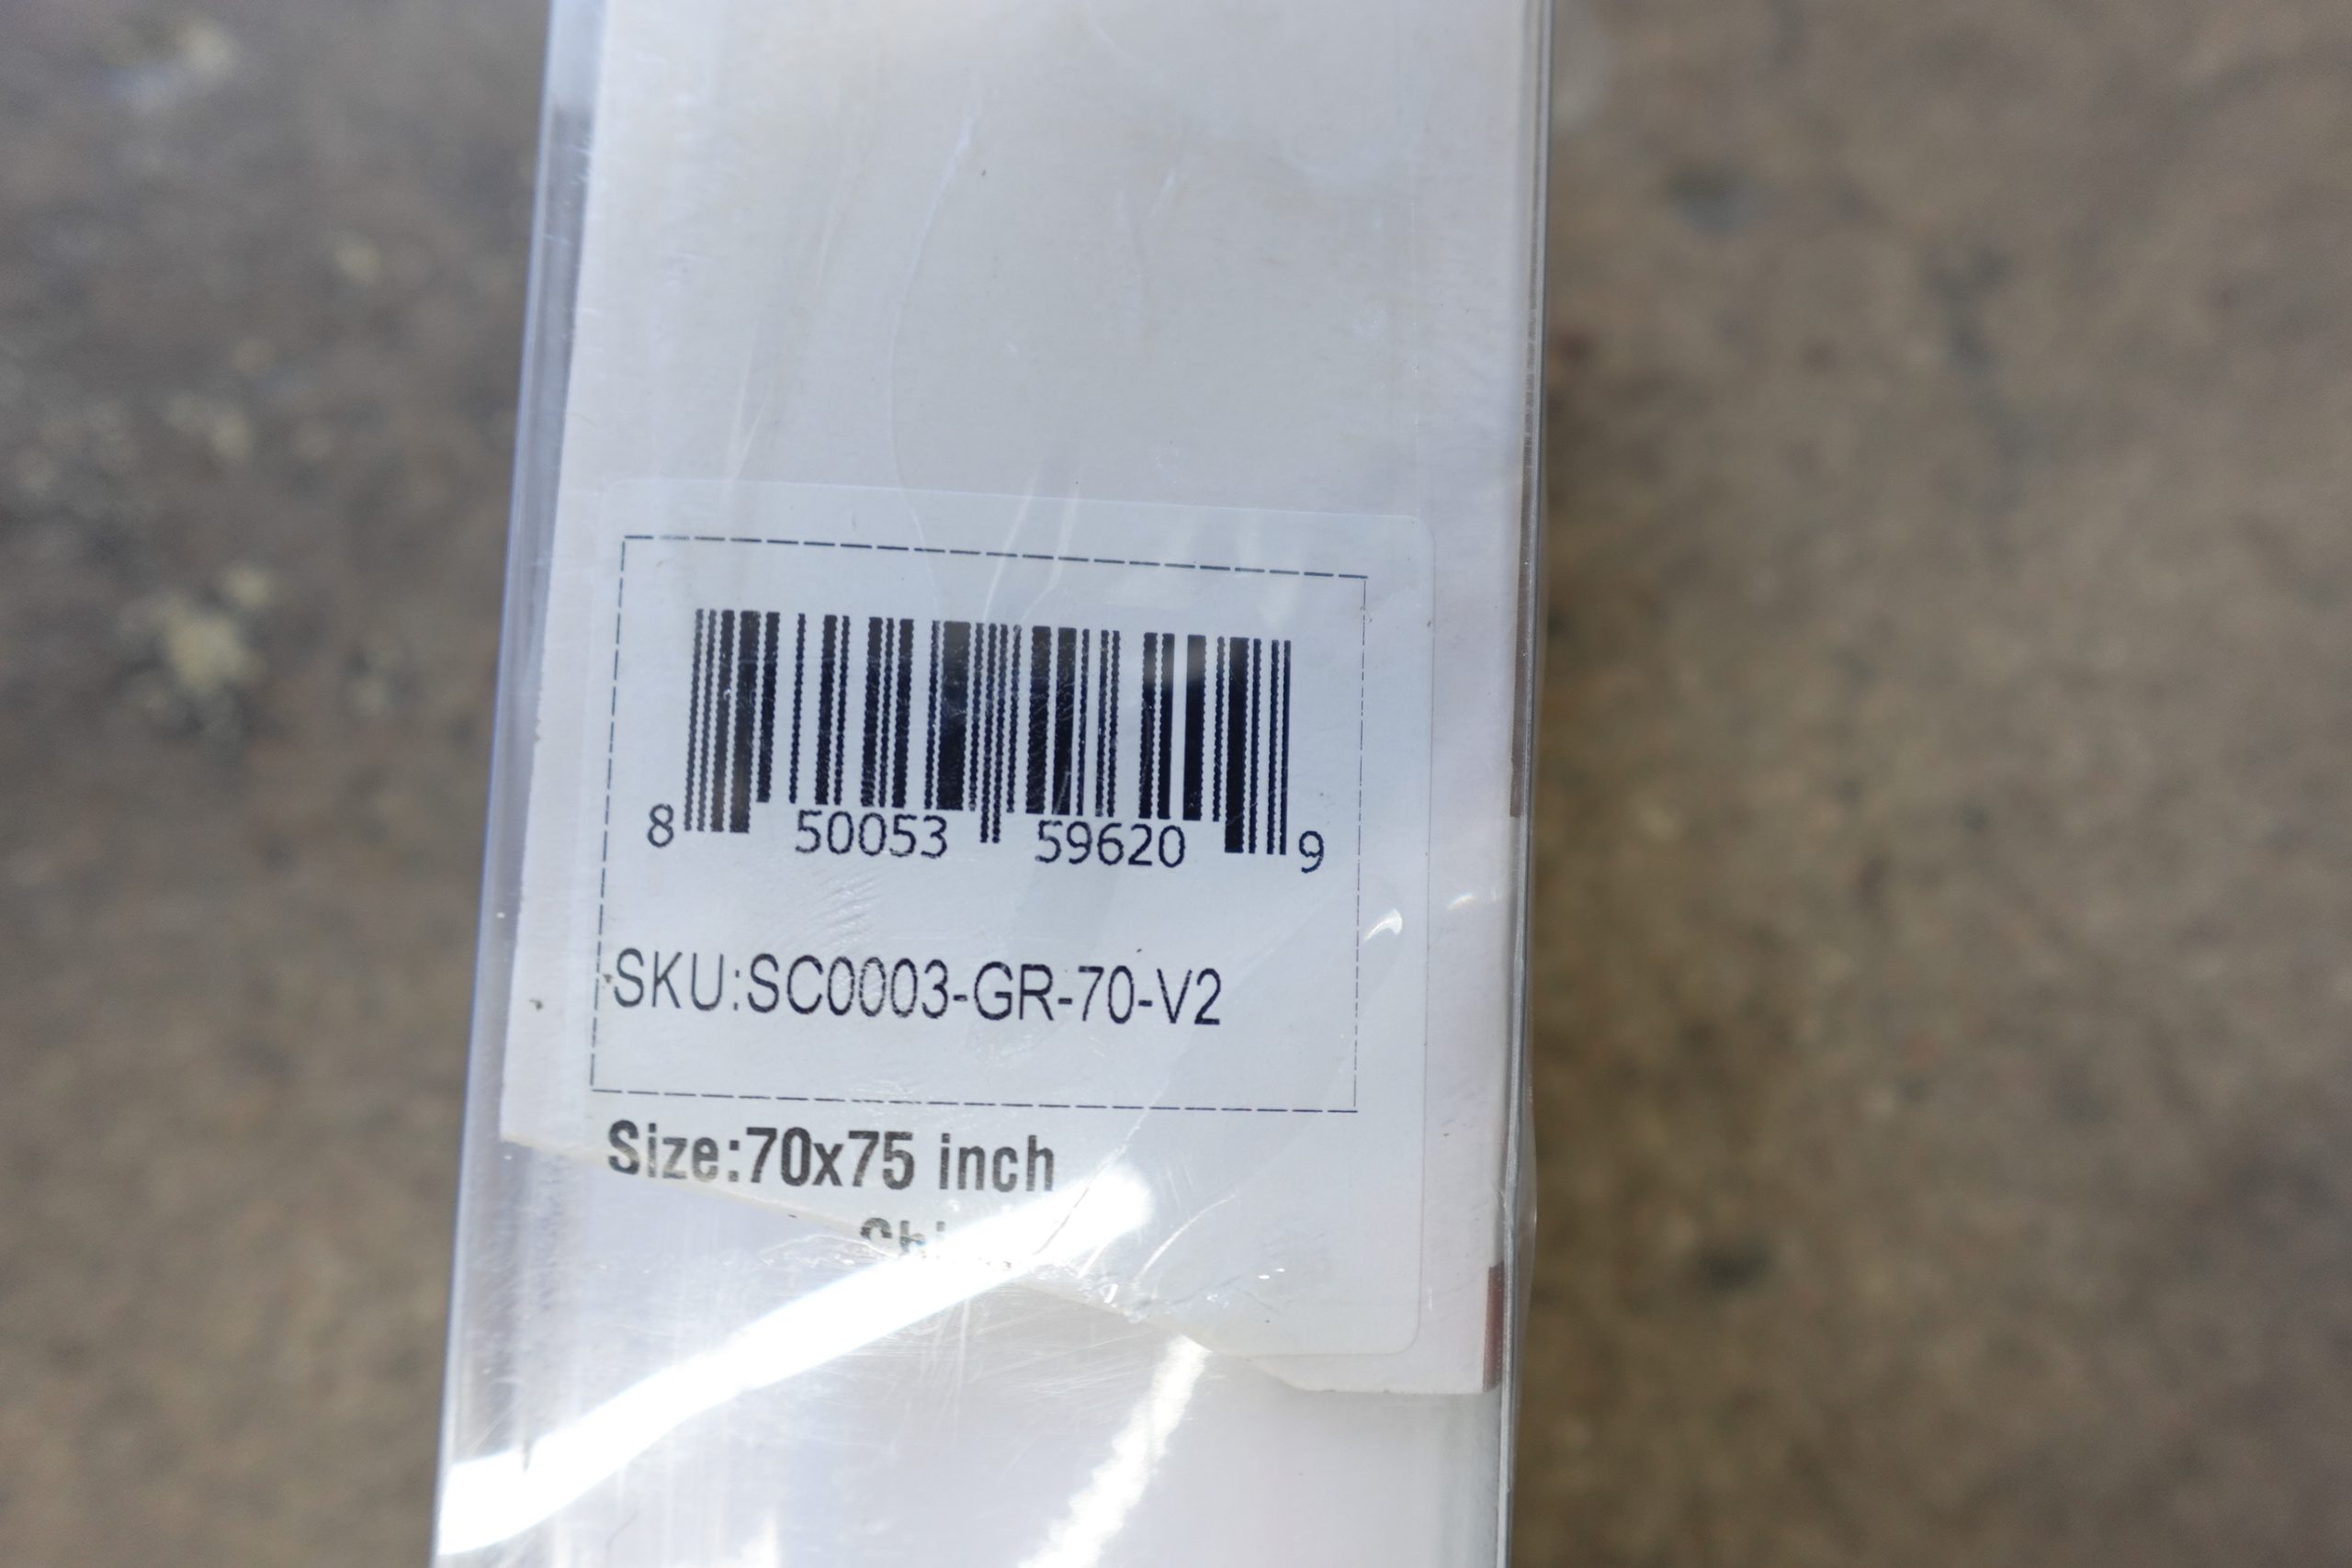 8 50053 59620 9
SKU:SC0003-GR-70-V2
Size:70x75 inch